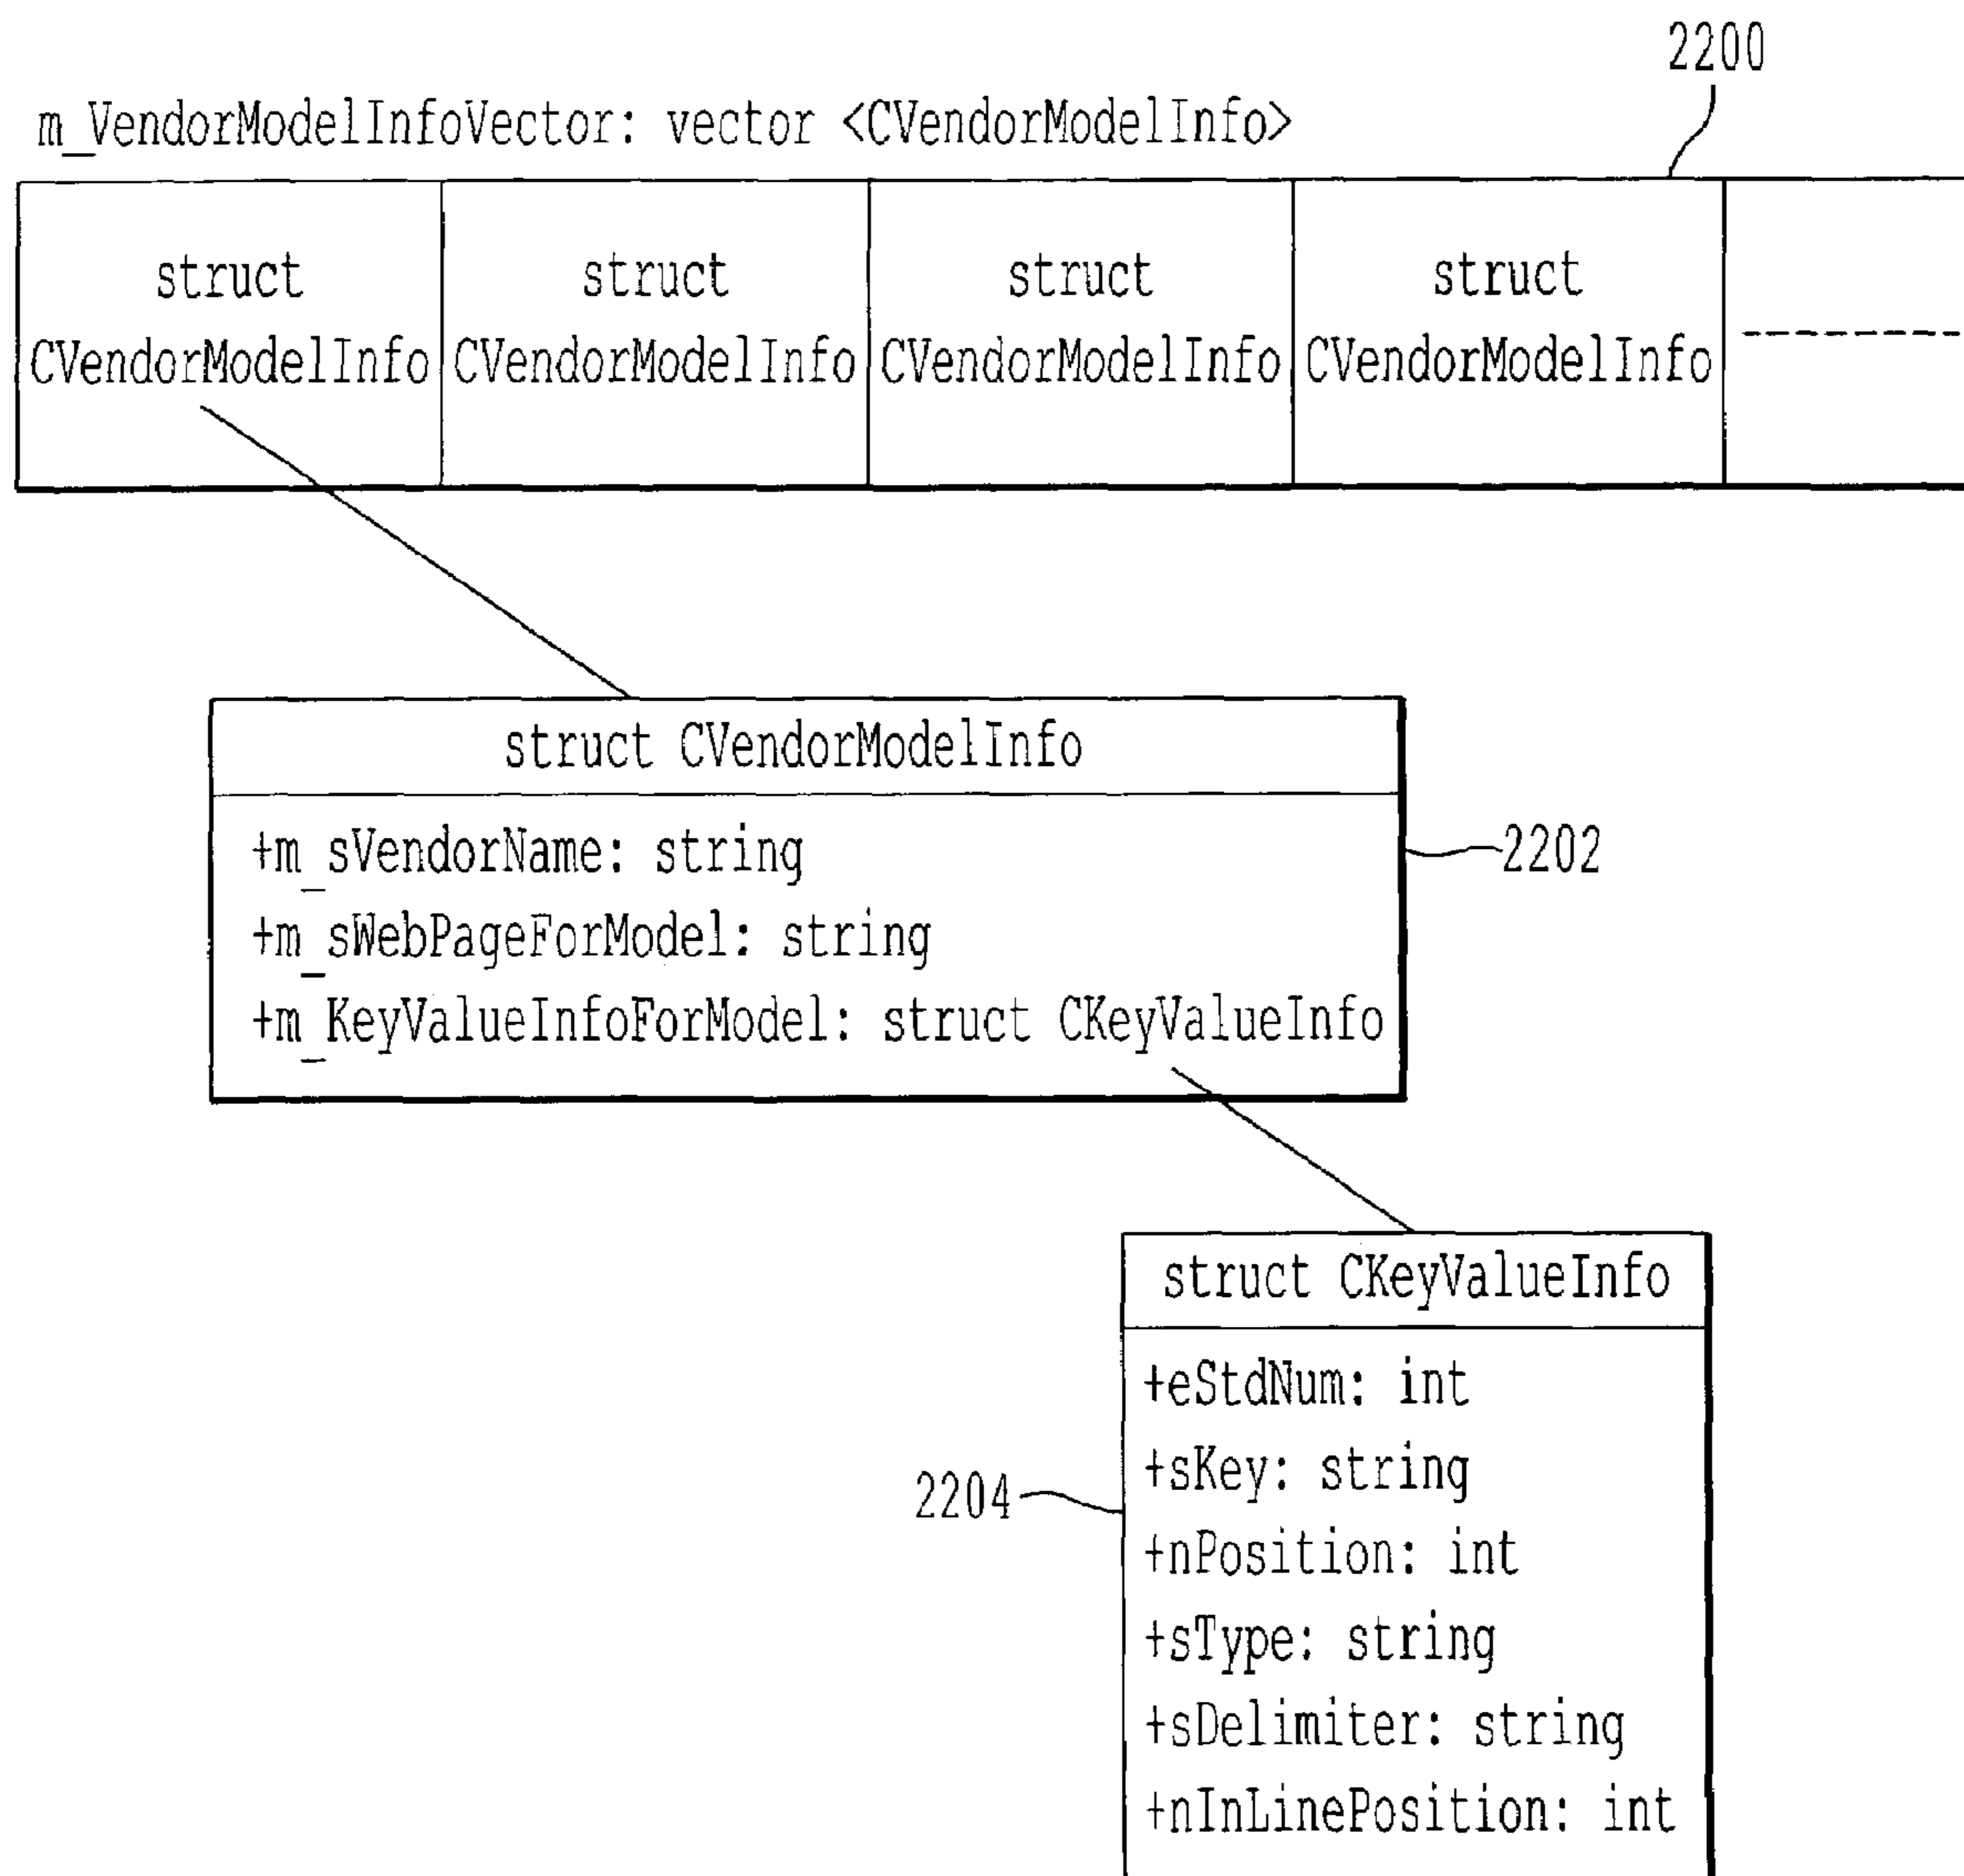 2200
m_VendorModelInfoVector: vector <CVendorModelInfo>
struct struct struct struct
CVendorModelInfo CVendorModelInfo CVendorModelInfo CVendorModelInfo
struct CVendorModelInfo
+m_sVendorName: string
2202
+m_sWebPageForModel: string
+m_KeyValueInfoForModel: struct CKeyValueInfo
struct CKeyValueInfo
+eStdNum: int
+sKey: string
2204
+nPosition: int
+sType: string
+sDelimiter: string
+nInLinePosition: int